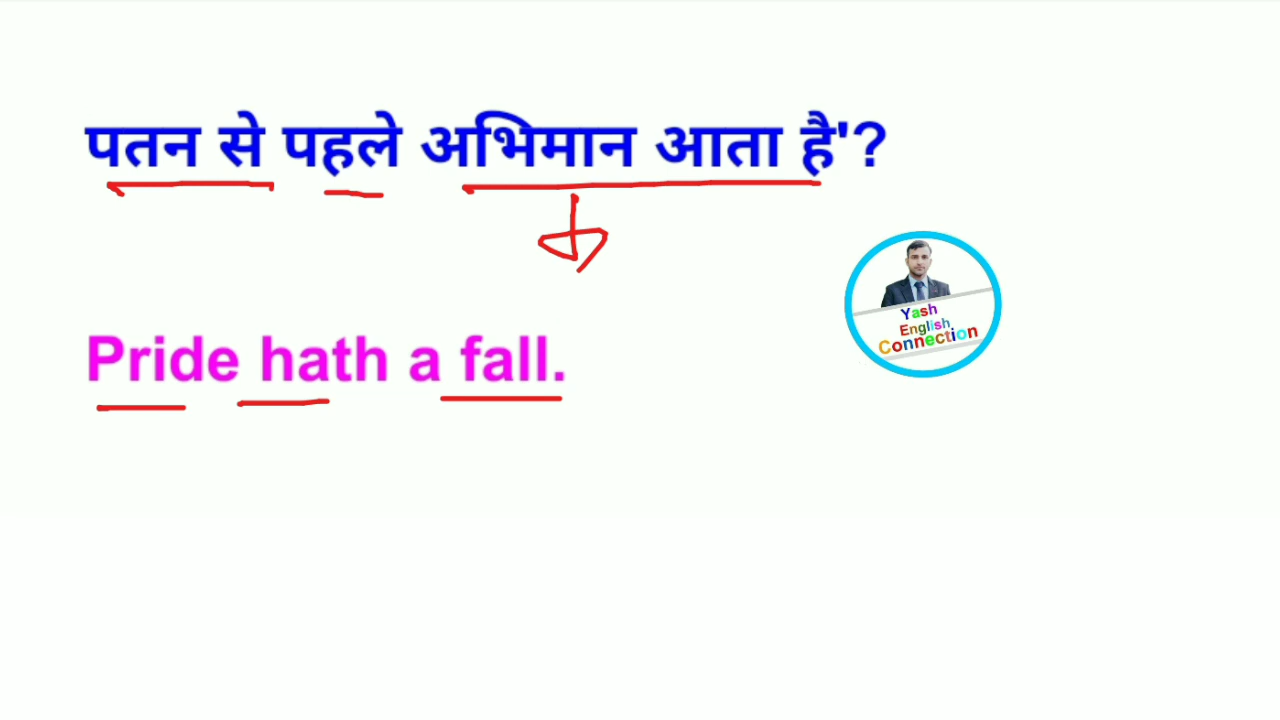 पतन से पहले अभिमान आता है'?
Pride hath a fall.
Yash
English
Connection